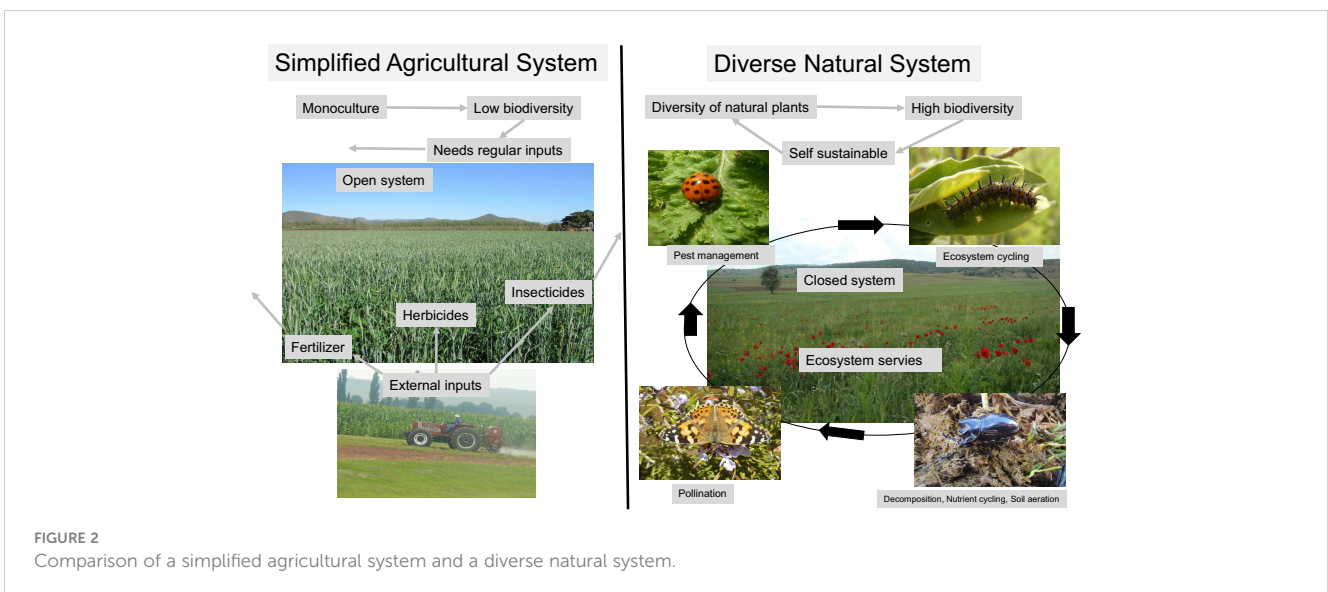 Simplified Agricultural System
Monoculture
Low biodiversity
Needs regular inputs
Open system
Insecticides
Herbicides
Fertilizer
External inputs
Diverse Natural System
Diversity of natural plants
High biodiversity
Self sustainable
Pest management
Ecosystem cycling
Closed system
Ecosystem servies
Pollination
Decomposition, Nutrient cycling, Soil aeration
FIGURE 2
Comparison of a simplified agricultural system and a diverse natural system.